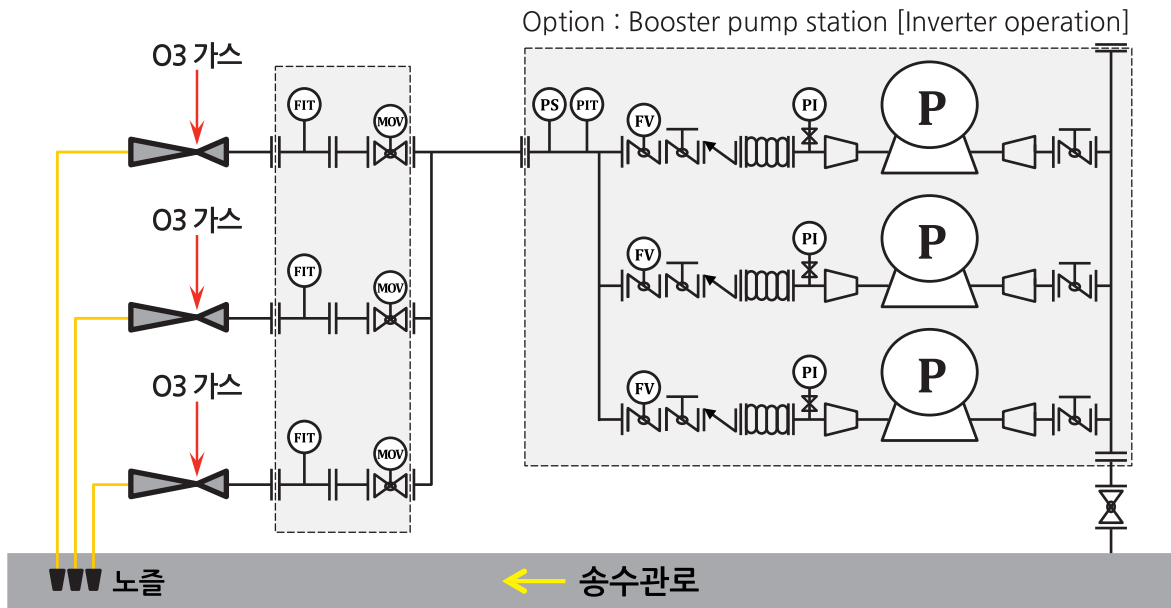 Option : Booster pump station [Inverter operation]
O3 가스
FIT
MOV
PS
PIT
FV
PI
P
O3 가스
FIT
MOV
FV
PI
P
O3 가스
FIT
MOV
FV
PI
P
노즐
송수관로